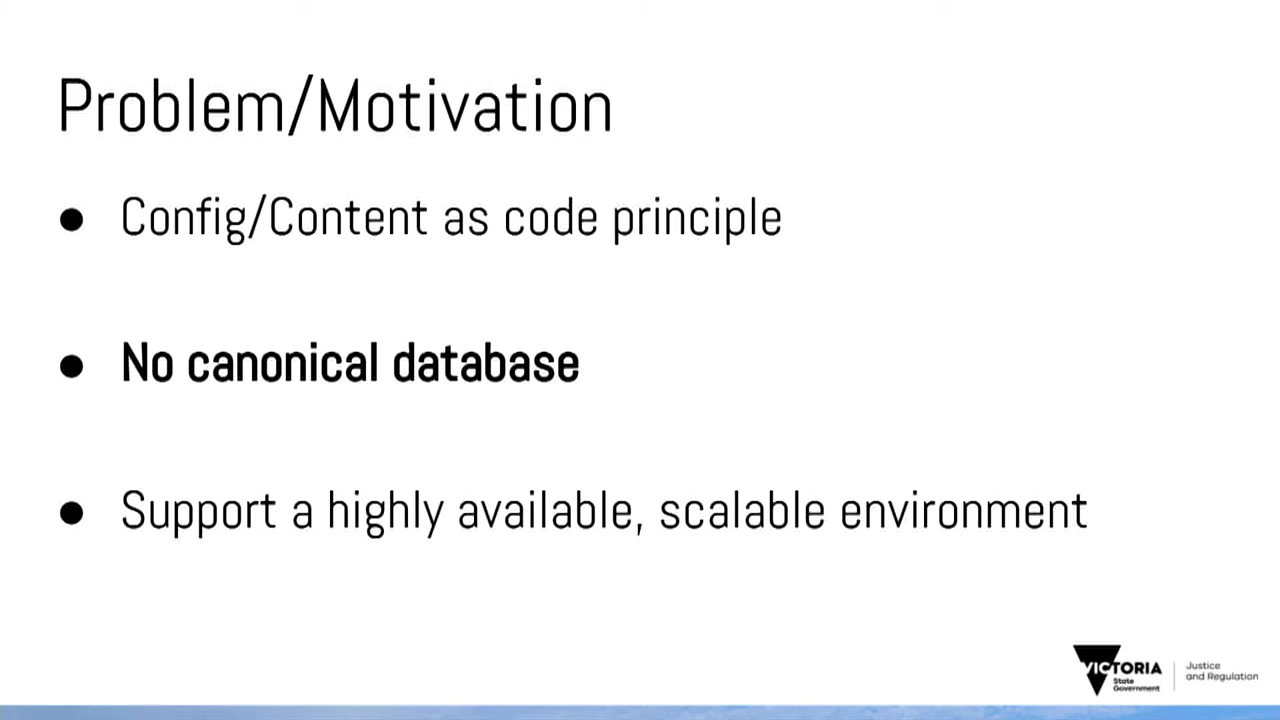 Problem/Motivation
● Config/Content as code principle
● No canonical database
● Support a highly available, scalable environment
VICTORIA
State
Government
Justice
and Regulation